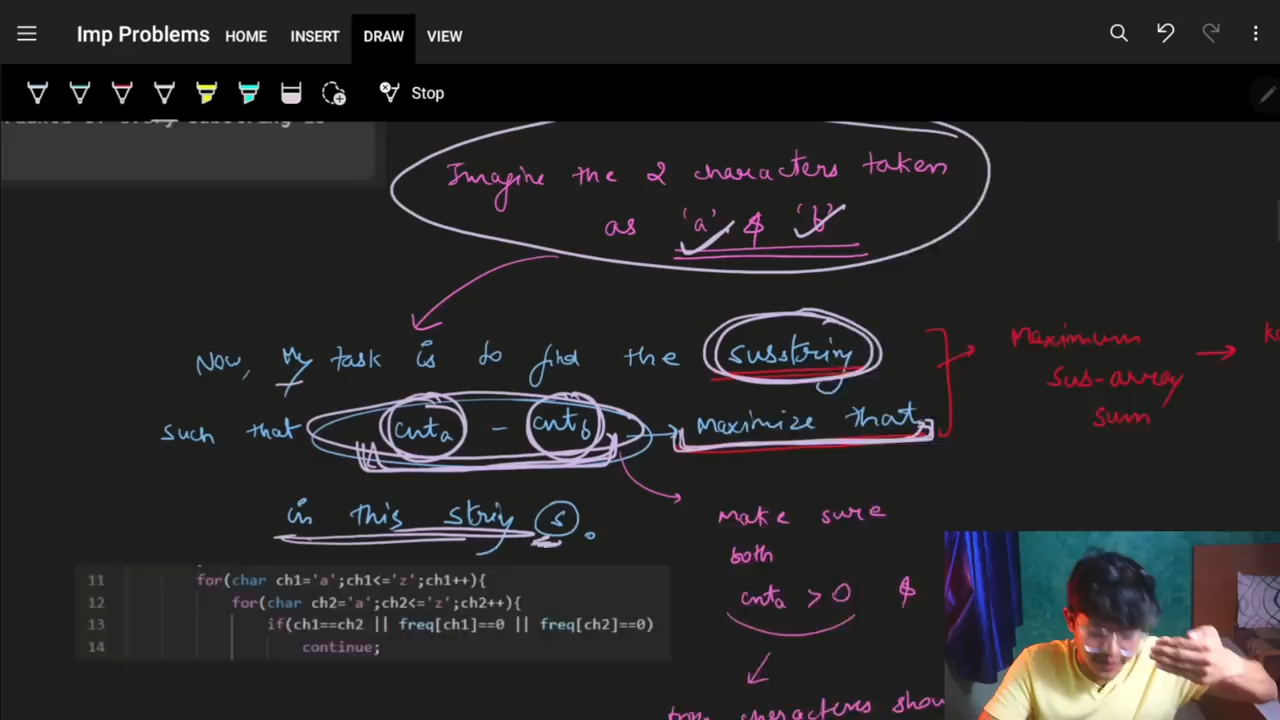 Imp Problems HOME INSERT DRAW VIEW
Stop
Imagine the 2 characters taken
as 'a' & 'b'
Now, My task is to find the susstring
such that cnta - cntb → maximize that
in this string s.
Maximum
sus-array
sum
make sure
both
cnta > 0 &
11 for(char ch1='a';ch1<='z';ch1++){
12 for(char ch2='a';ch2<='z';ch2++){
13 if(ch1==ch2 || freq[ch1]==0 || freq[ch2]==0)
14 continue;
characters